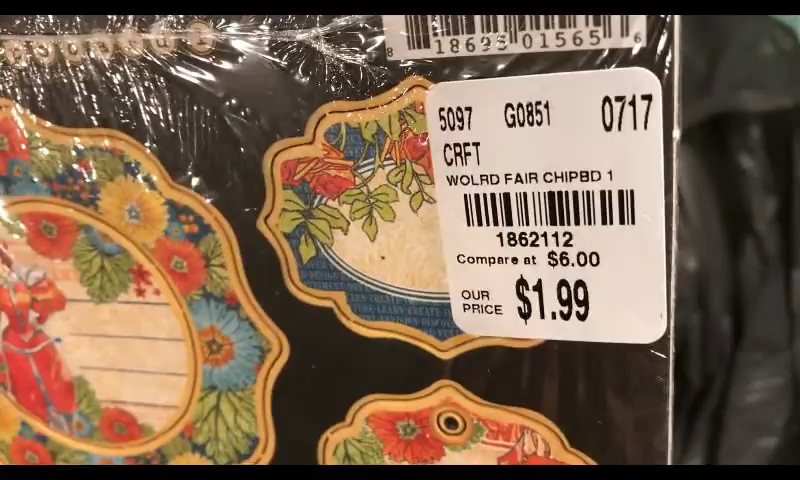 8 18695 01565 6
5097 G0851 0717
CRFT
WOLRD FAIR CHIPBD 1
1862112
Compare at $6.00
OUR PRICE $1.99